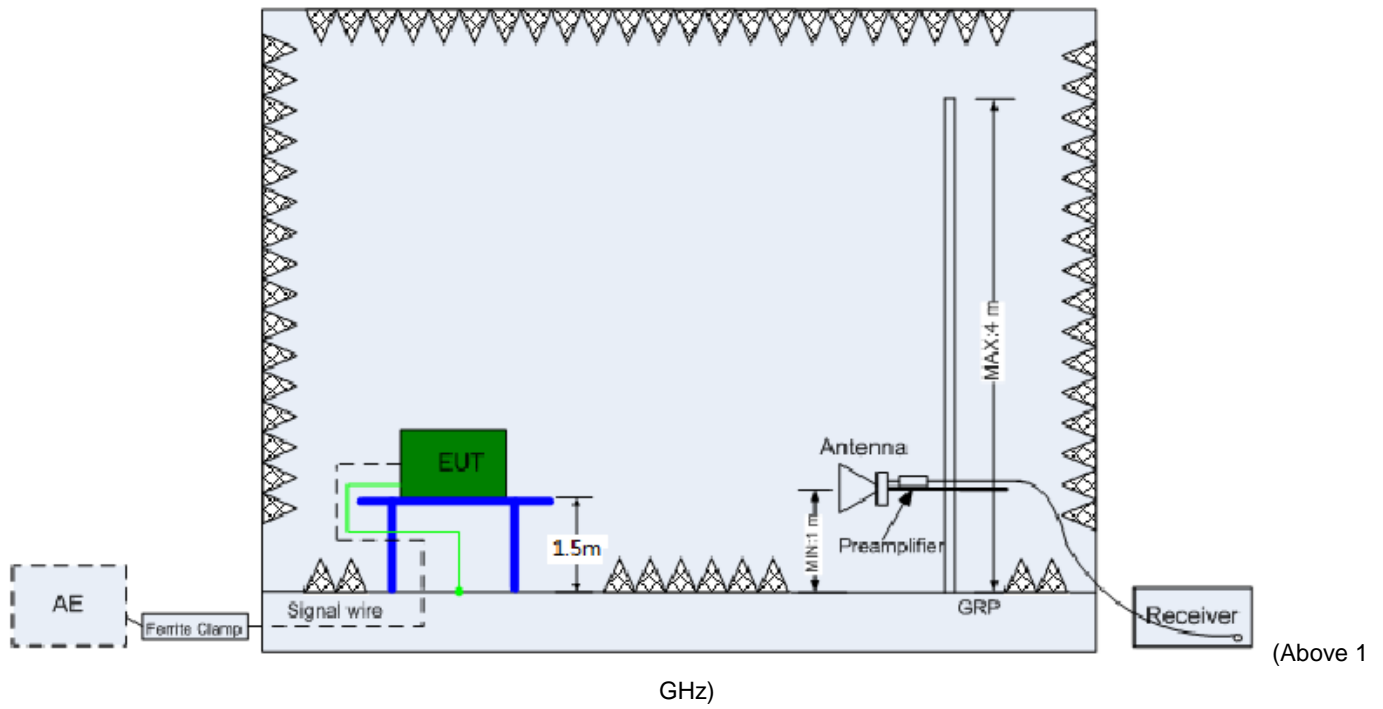 MAX:4 m
EUT
Antenna
1.5m
MIN:1 m
Preamplifier
AE
Ferrite Clamp
Signal wire
GRP
Receiver
(Above 1
GHz)